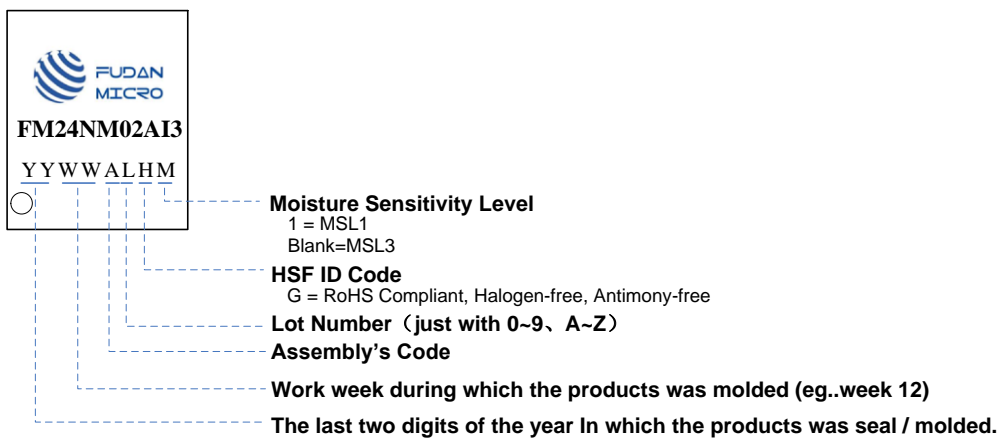 FUDAN
MICRO
FM24NM02AI3
YYWWALHM
Moisture Sensitivity Level
1 = MSL1
Blank=MSL3
HSF ID Code
G = RoHS Compliant, Halogen-free, Antimony-free
Lot Number（just with 0~9、A~Z）
Assembly's Code
Work week during which the products was molded (eg..week 12)
The last two digits of the year In which the products was seal / molded.